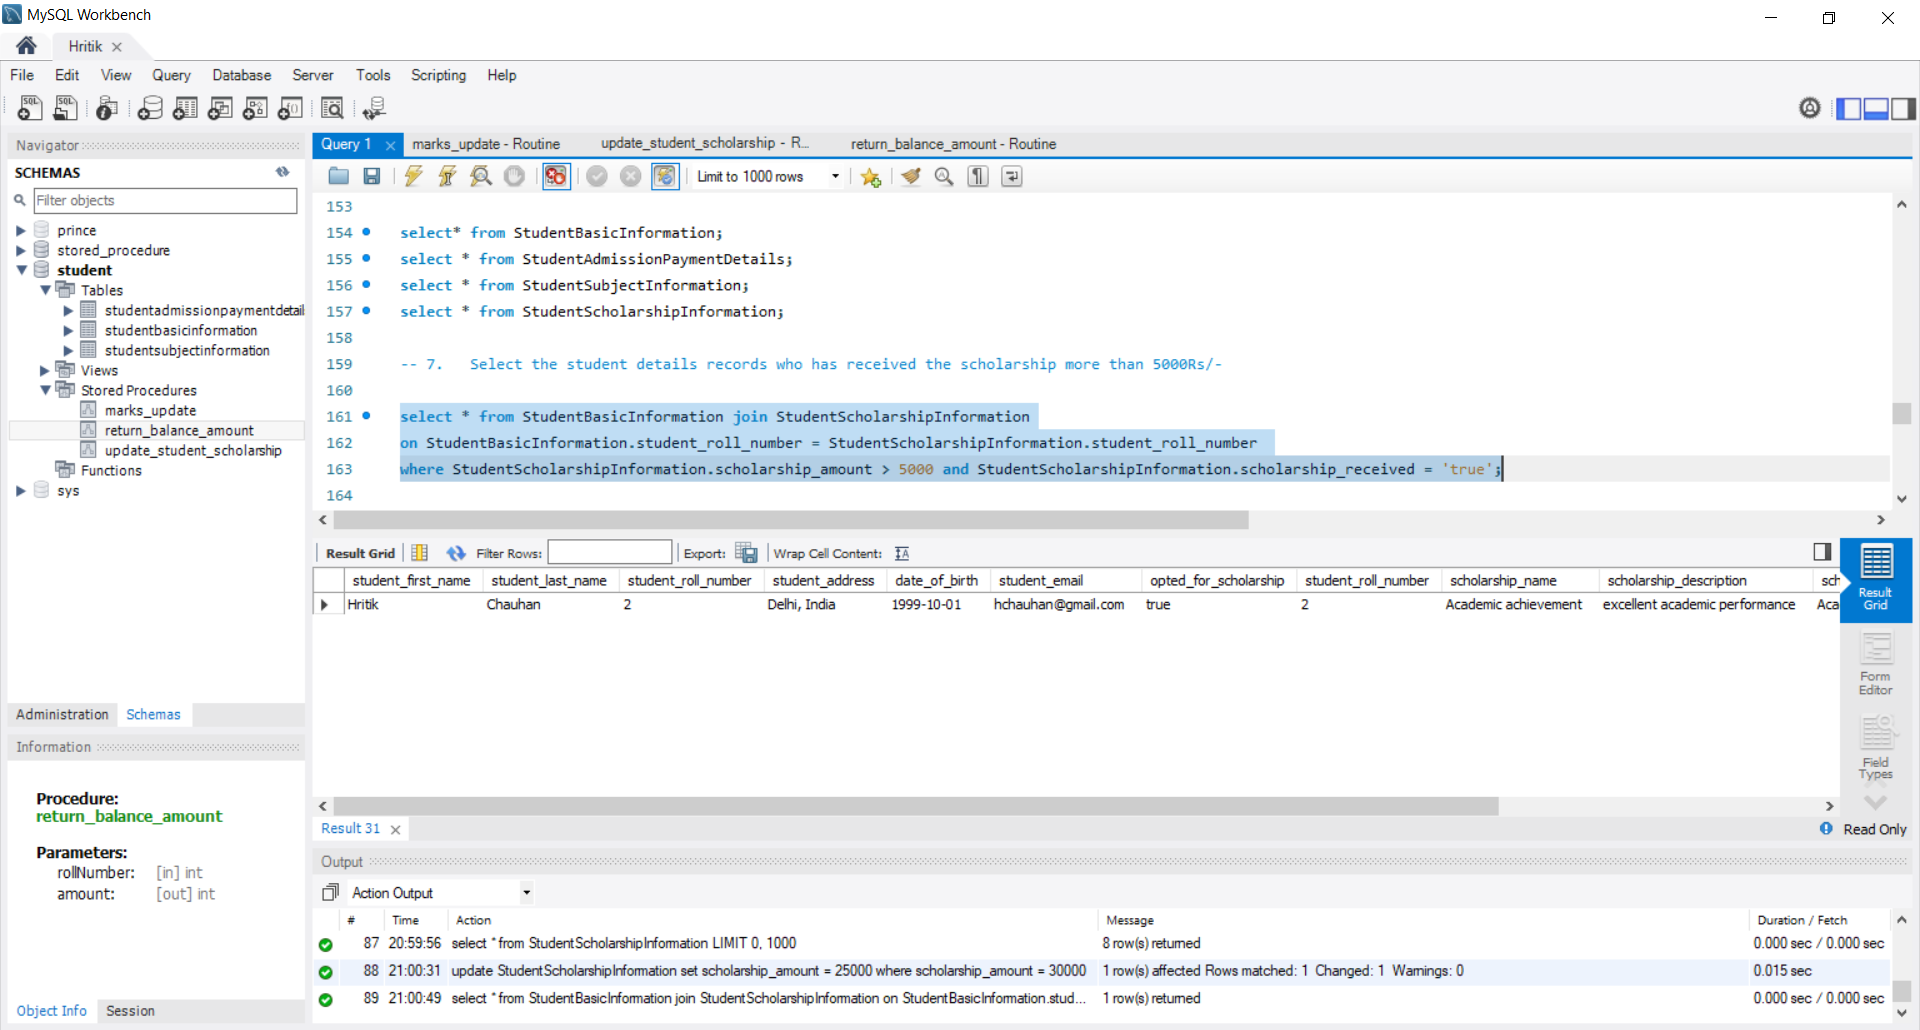 MySQL Workbench
Hritik
File Edit View Query Database Server Tools Scripting Help
Navigator
SCHEMAS
Filter objects
prince
stored_procedure
student
Tables
studentadmissionpaymentdetail
studentbasicinformation
studentsubjectinformation
Views
Stored Procedures
marks_update
return_balance_amount
update_student_scholarship
Functions
sys
Administration Schemas
Information
Procedure:
return_balance_amount
Parameters:
rollNumber: [in] int
amount: [out] int
Object Info Session
Query 1 marks_update - Routine update_student_scholarship - R... return_balance_amount - Routine
Limit to 1000 rows
153
154 select* from StudentBasicInformation;
155 select * from StudentAdmissionPaymentDetails;
156 select * from StudentSubjectInformation;
157 select * from StudentScholarshipInformation;
158
159 -- 7. Select the student details records who has received the scholarship more than 5000Rs/-
160
161 select * from StudentBasicInformation join StudentScholarshipInformation
162 on StudentBasicInformation.student_roll_number = StudentScholarshipInformation.student_roll_number
163 where StudentScholarshipInformation.scholarship_amount > 5000 and StudentScholarshipInformation.scholarship_received = 'true';
164
Result Grid Filter Rows: Export: Wrap Cell Content:
student_first_name student_last_name student_roll_number student_address date_of_birth student_email opted_for_scholarship student_roll_number scholarship_name scholarship_description sch
Hritik Chauhan 2 Delhi, India 1999-10-01 hchauhan@gmail.com true 2 Academic achievement excellent academic performance Aca
Result
Grid
Form
Editor
Field
Types
Result 31 Read Only
Output
Action Output
# Time Action Message Duration / Fetch
87 20:59:56 select * from StudentScholarshipInformation LIMIT 0, 1000 8 row(s) returned 0.000 sec / 0.000 sec
88 21:00:31 update StudentScholarshipInformation set scholarship_amount = 25000 where scholarship_amount = 30000 1 row(s) affected Rows matched: 1 Changed: 1 Warnings: 0 0.015 sec
89 21:00:49 select * from StudentBasicInformation join StudentScholarshipInformation on StudentBasicInformation.stud... 1 row(s) returned 0.000 sec / 0.000 sec